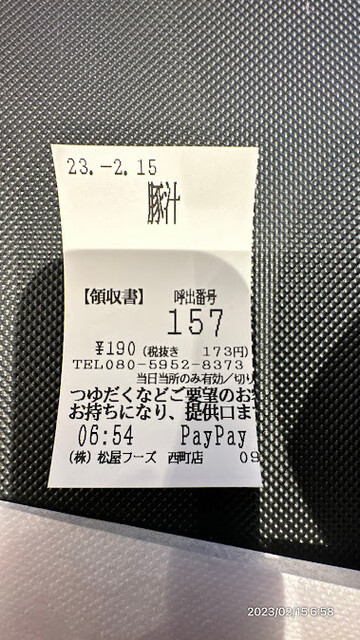 23.-2.15
豚汁
【領収書】 呼出番号
157
¥190(税抜き 173円)
TEL080-5952-8373
当日当所のみ有効/切り
つゆだくなどご要望のお客
お持ちになり、提供口ま
06:54 PayPay
(株)松屋フーズ 西町店 09
2023/02/15 6:58